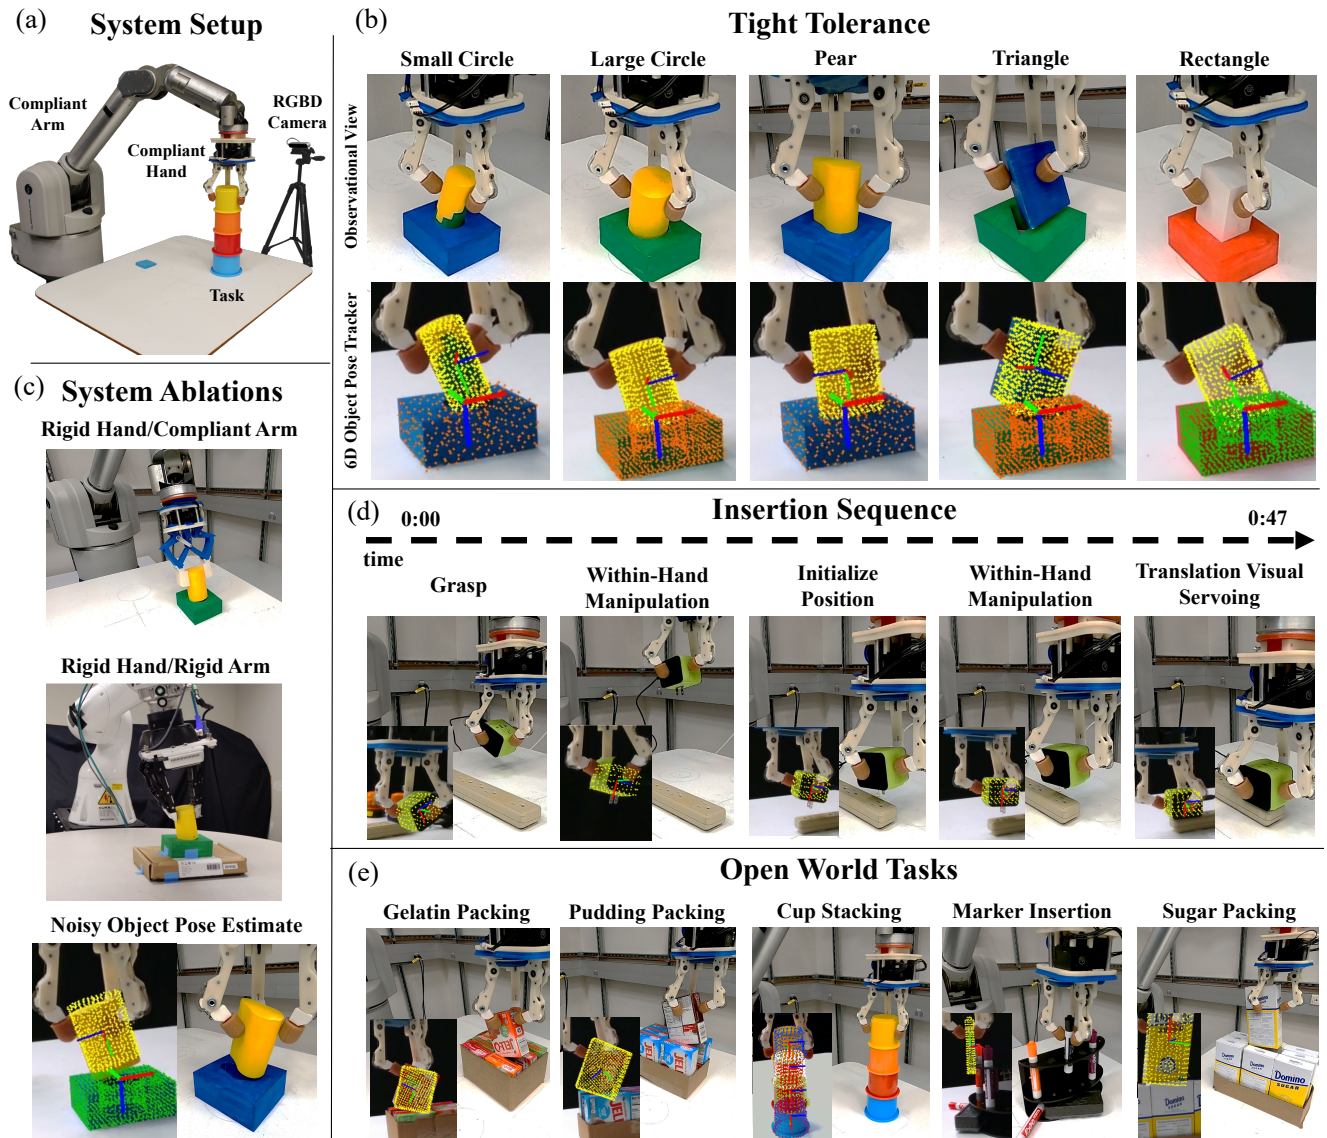 (a)
System Setup
Compliant
Arm
Compliant
Hand
RGBD
Camera
Task
(b)
Tight Tolerance
Small Circle
Large Circle
Pear
Triangle
Rectangle
Observational View
6D Object Pose Tracker
(c)
System Ablations
Rigid Hand/Compliant Arm
Rigid Hand/Rigid Arm
Noisy Object Pose Estimate
(d)
Insertion Sequence
0:00
0:47
time
Grasp
Within-Hand
Manipulation
Initialize
Position
Within-Hand
Manipulation
Translation Visual
Servoing
(e)
Open World Tasks
Gelatin Packing
Pudding Packing
Cup Stacking
Marker Insertion
Sugar Packing
JELL-O
JELL-O
Domino
SUGAR
Domino